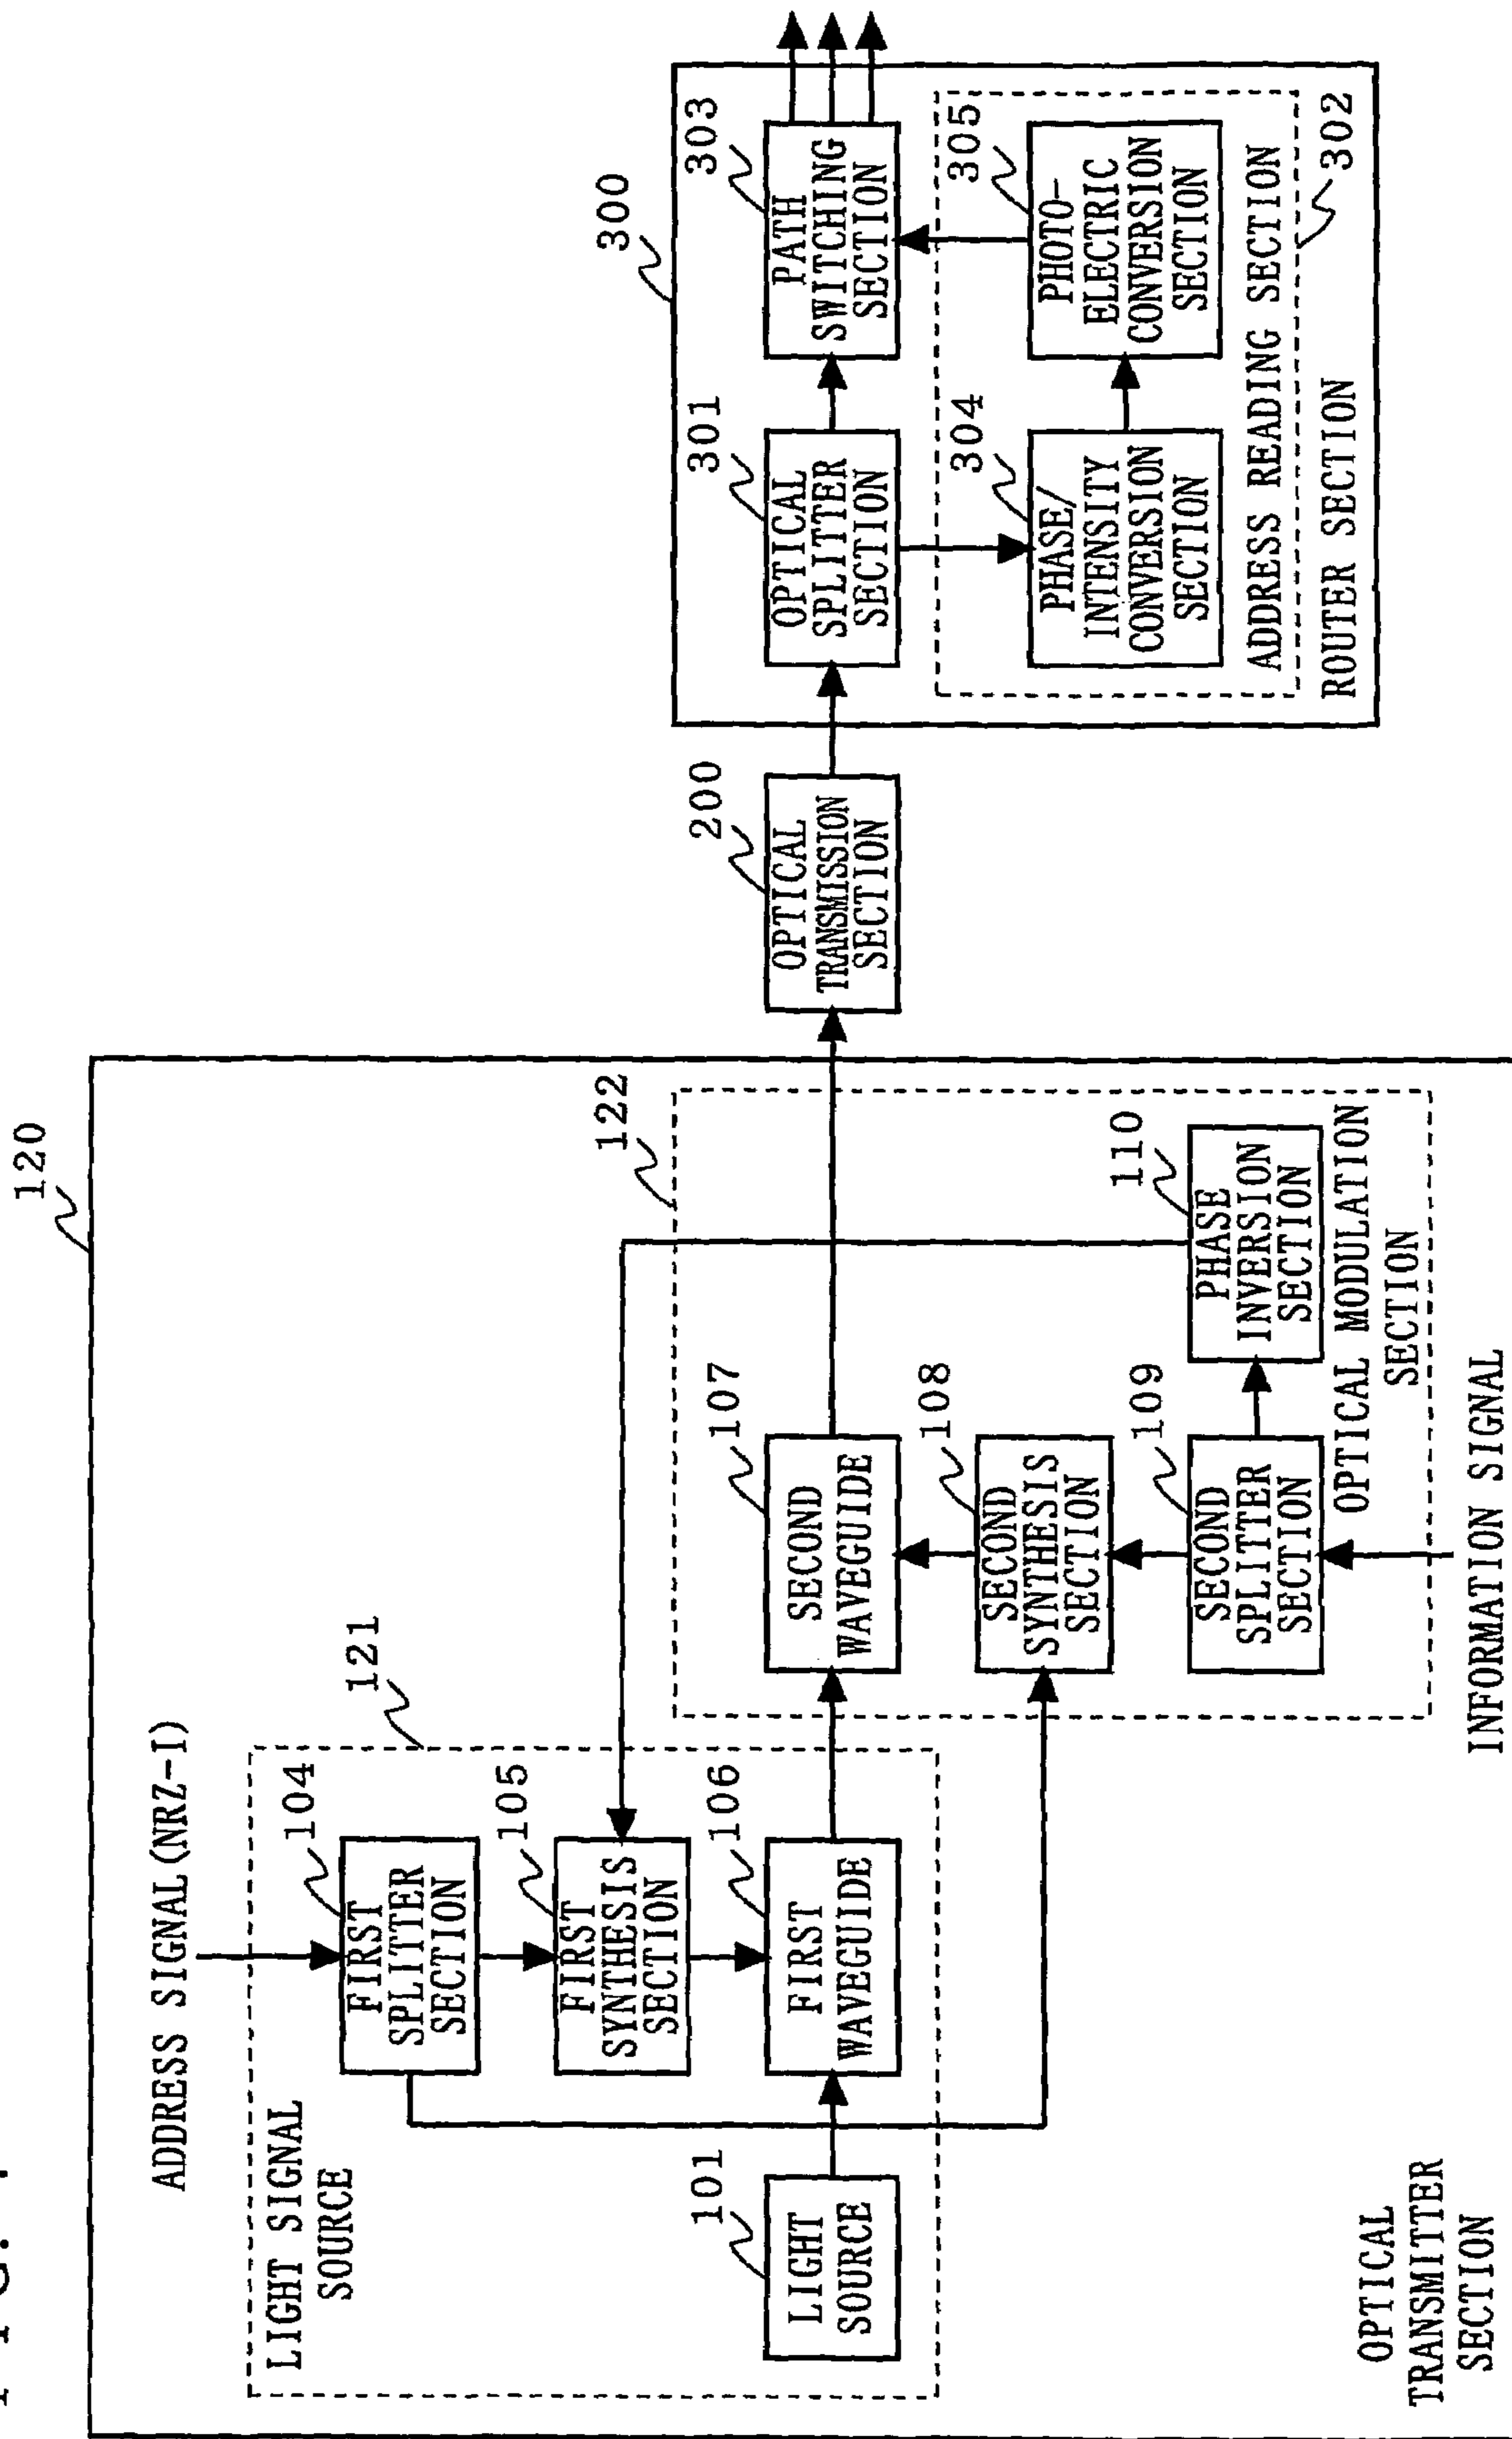 120
ADDRESS SIGNAL(NRZ-I)
LIGHT SIGNAL
SOURCE
121
104
FIRST
SPLITTER
SECTION
105
FIRST
SYNTHESIS
SECTION
106
FIRST
WAVEGUIDE
101
LIGHT
SOURCE
122
107
SECOND
WAVEGUIDE
108
SECOND
SYNTHESIS
SECTION
109
SECOND
SPLITTER
SECTION
110
PHASE
INVERSION
SECTION
OPTICAL MODULATION
SECTION
INFORMATION SIGNAL
OPTICAL
TRANSMITTER
SECTION
200
OPTICAL
TRANSMISSION
SECTION
300
301
OPTICAL
SPLITTER
SECTION
303
PATH
SWITCHING
SECTION
304
PHASE/
INTENSITY
CONVERSION
SECTION
305
PHOTO-
ELECTRIC
CONVERSION
SECTION
ADDRESS READING SECTION
302
ROUTER SECTION